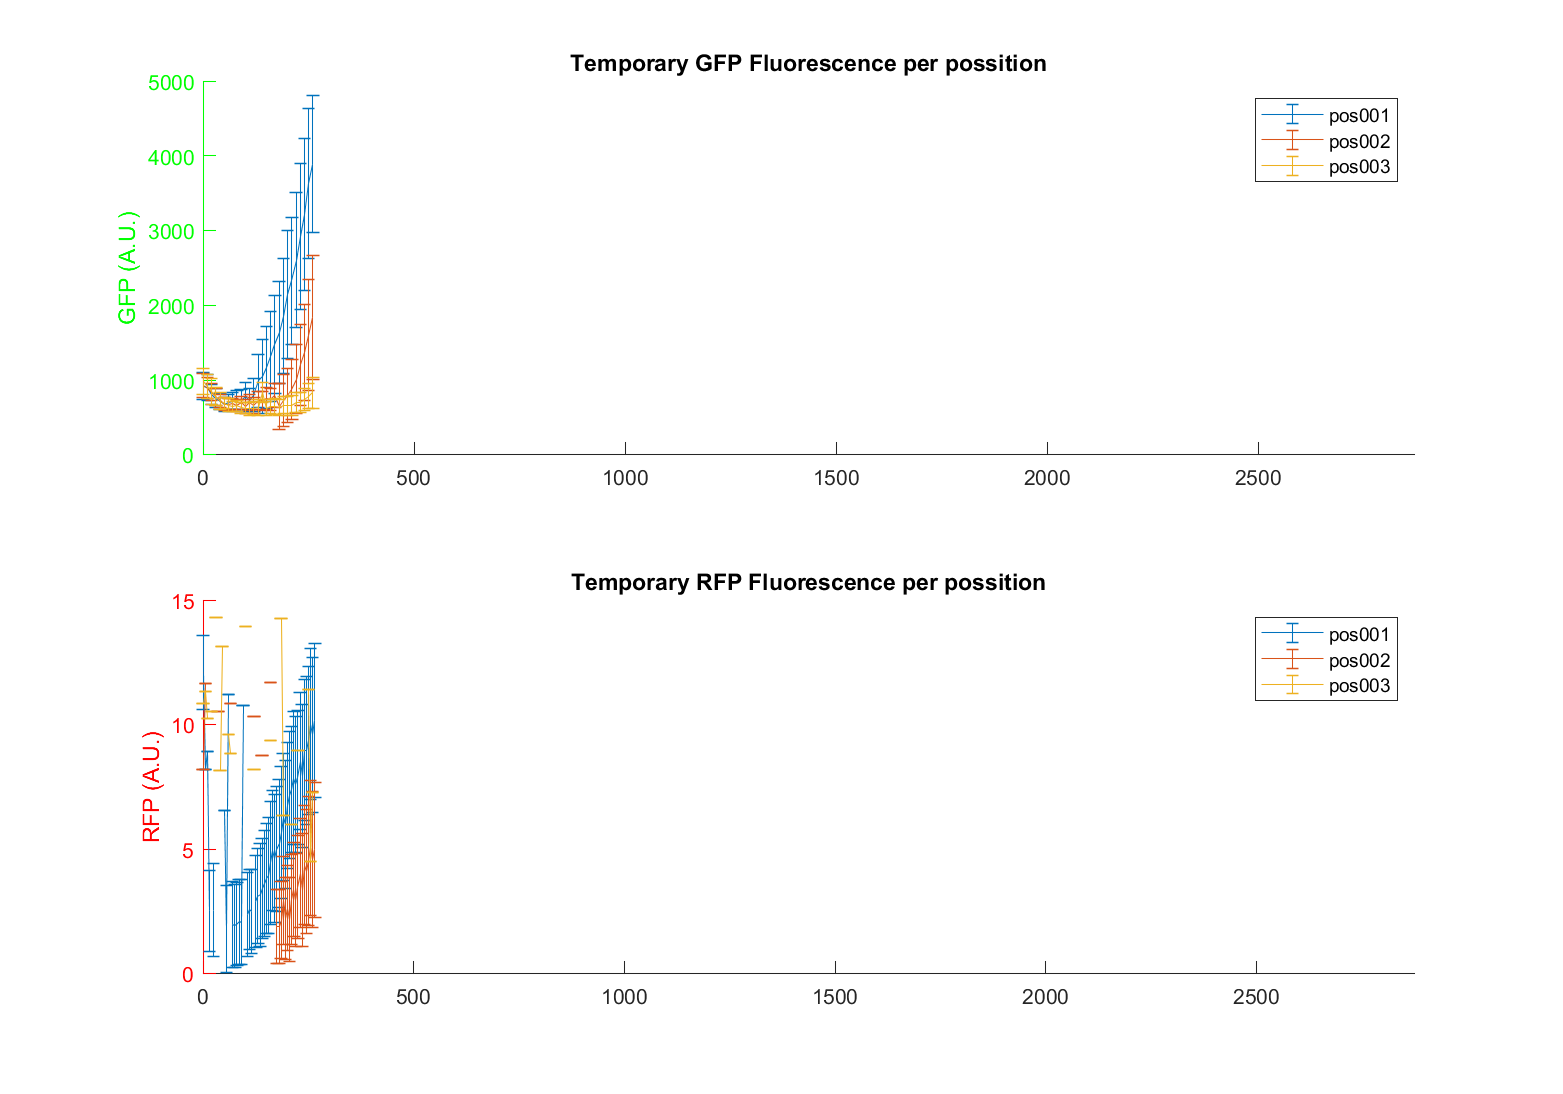 Temporary GFP Fluorescence per possition
5000
4000
3000
2000
1000
0
GFP (A.U.)
pos001
pos002
pos003
0 500 1000 1500 2000 2500
Temporary RFP Fluorescence per possition
15
10
5
0
RFP (A.U.)
pos001
pos002
pos003
0 500 1000 1500 2000 2500